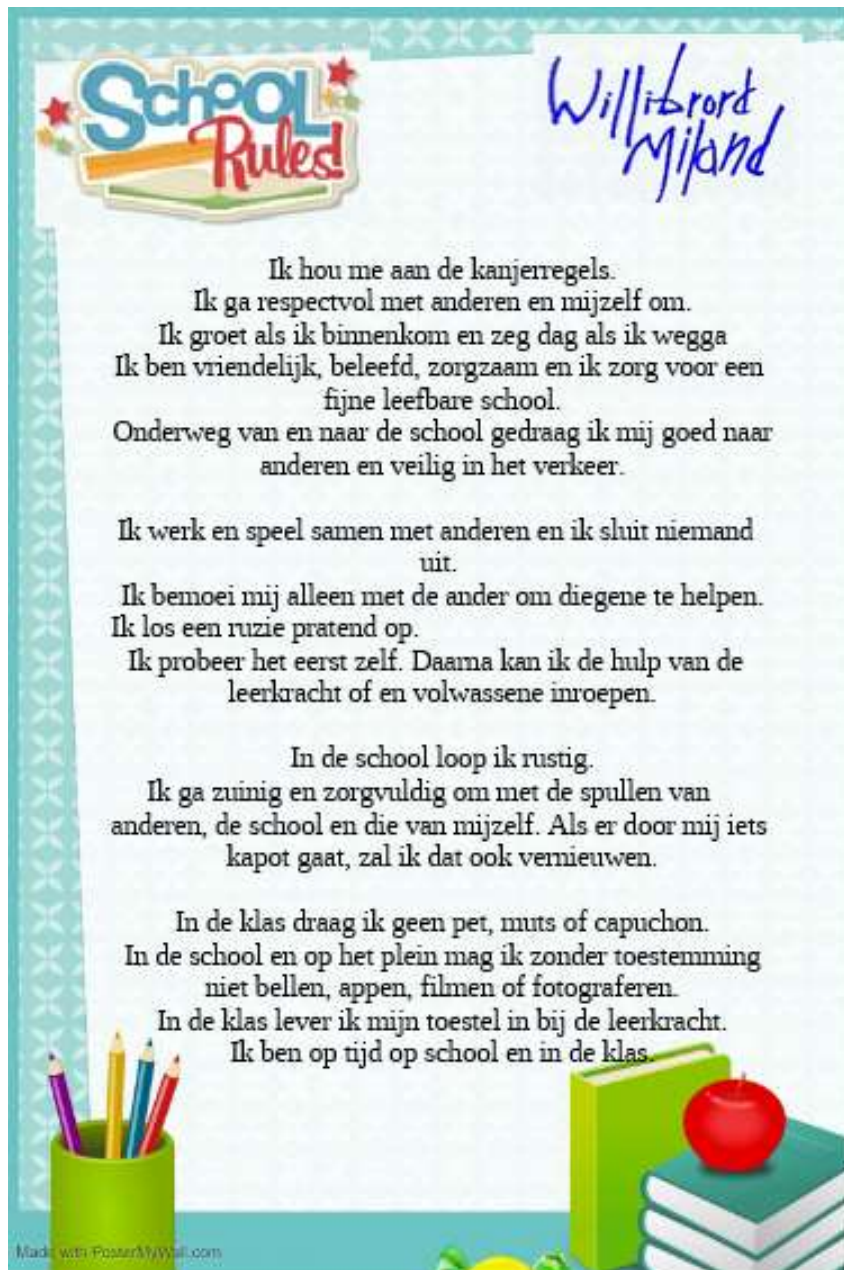 School
Rules!
Willibrord
Miland
Ik hou me aan de kanjerregels.
Ik ga respectvol met anderen en mijzelf om.
Ik groet als ik binnenkom en zeg dag als ik wegga
Ik ben vriendelijk, beleefd, zorgzaam en ik zorg voor een
fijne leefbare school.
Onderweg van en naar de school gedraag ik mij goed naar
anderen en veilig in het verkeer.
Ik werk en speel samen met anderen en ik sluit niemand
uit.
Ik bemoei mij alleen met de ander om diegene te helpen.
Ik los een ruzie pratend op.
Ik probeer het eerst zelf. Daarna kan ik de hulp van de
leerkracht of en volwassene inroepen.
In de school loop ik rustig.
Ik ga zuinig en zorgvuldig om met de spullen van
anderen, de school en die van mijzelf. Als er door mij iets
kapot gaat, zal ik dat ook vernieuwen.
In de klas draag ik geen pet, muts of capuchon.
In de school en op het plein mag ik zonder toestemming
niet bellen, appen, filmen of fotograferen.
In de klas lever ik mijn toestel in bij de leerkracht.
Ik ben op tijd op school en in de klas.
Made with PosterMyWall.com